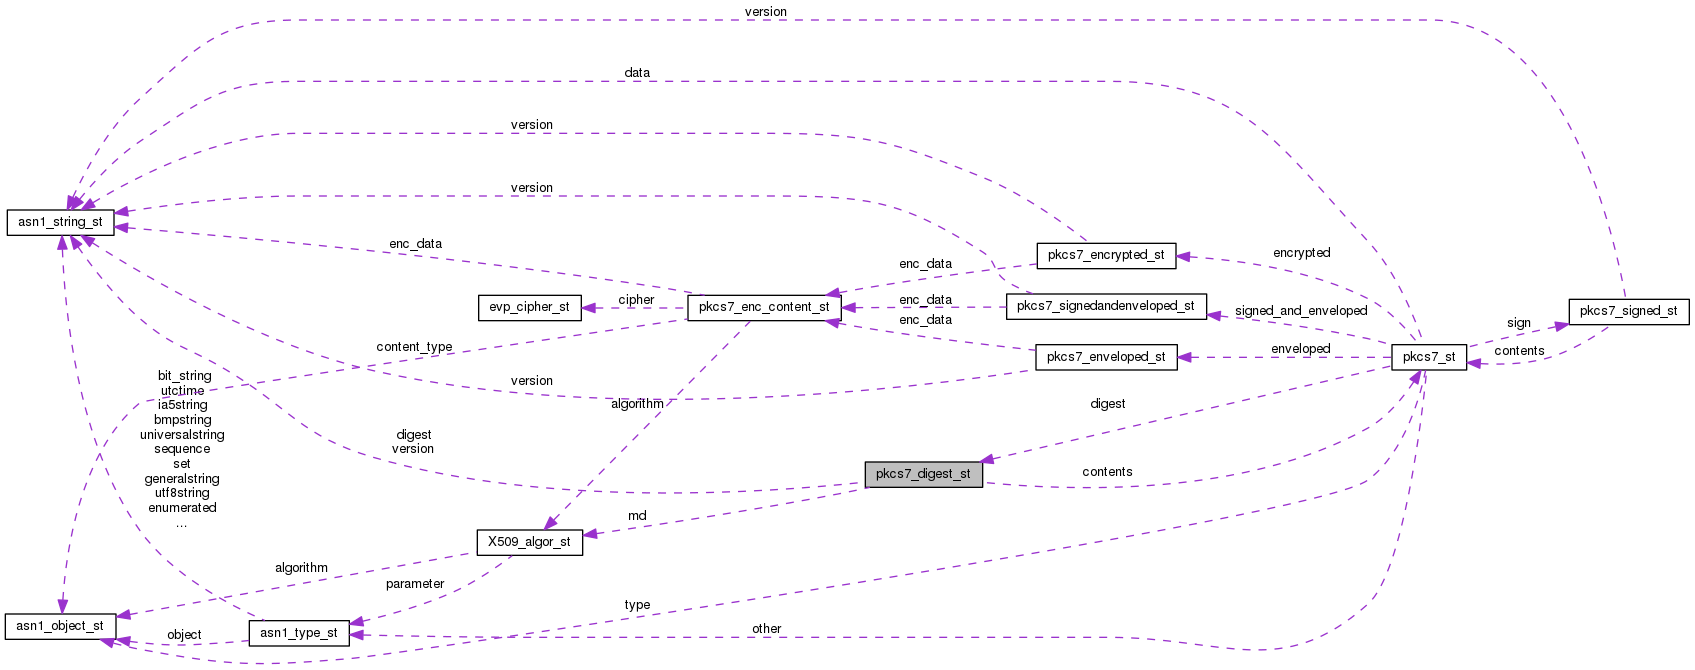 version
data
version
version
asn1_string_st
enc_data
pkcs7_encrypted_st
encrypted
enc_data
evp_cipher_st
cipher
pkcs7_enc_content_st
enc_data
pkcs7_signedandenveloped_st
signed_and_enveloped
pkcs7_signed_st
enc_data
sign
content_type
pkcs7_enveloped_st
enveloped
pkcs7_st
contents
bit_string
utctime
ia5string
bmpstring
universalstring
sequence
set
generalstring
utf8string
enumerated
...
version
algorithm
digest
digest
version
pkcs7_digest_st
contents
md
X509_algor_st
algorithm
parameter
type
asn1_object_st
object
asn1_type_st
other